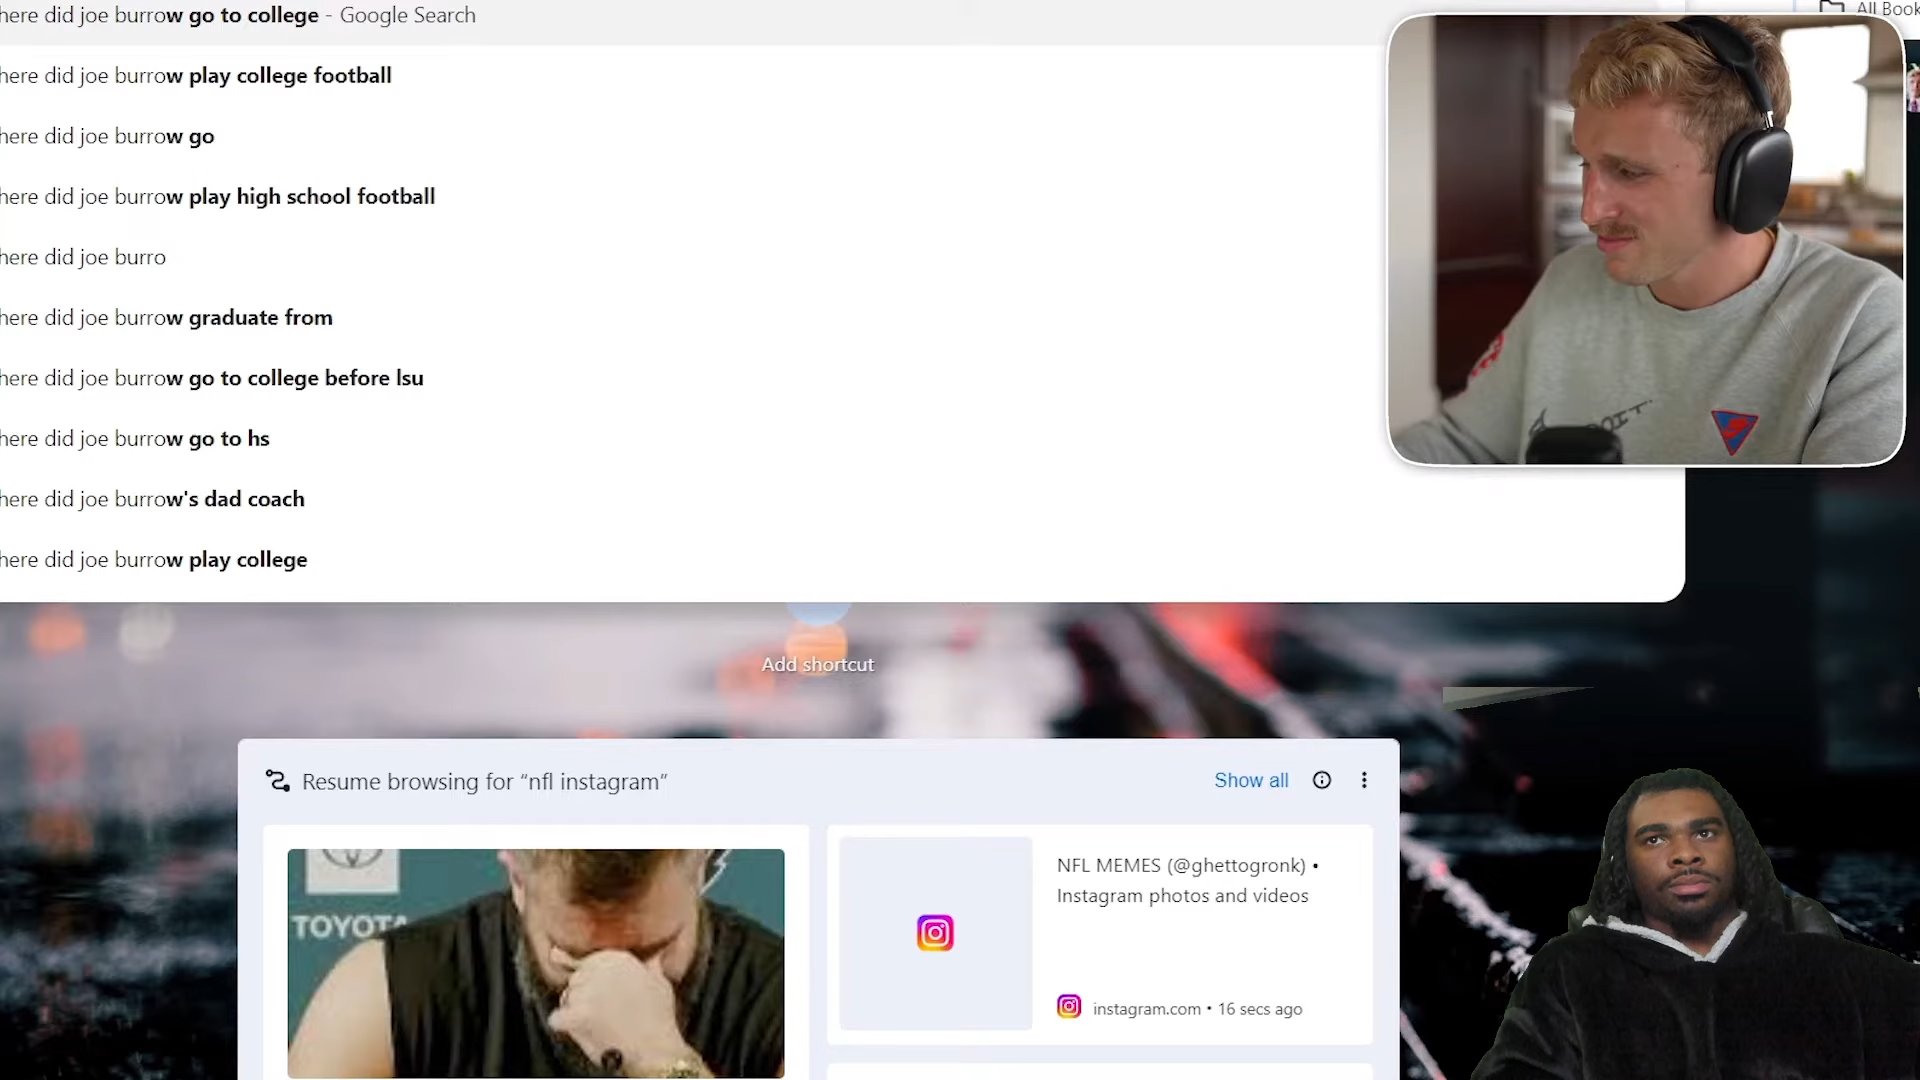 here did joe burrow go to college - Google Search
All Book
here did joe burrow play college football
here did joe burrow go
here did joe burrow play high school football
here did joe burro
here did joe burrow graduate from
here did joe burrow go to college before lsu
here did joe burrow go to hs
here did joe burrow's dad coach
here did joe burrow play college
Add shortcut
Resume browsing for “nfl instagram”
Show all
TOYOTA
NFL MEMES (@ghettogronk) •
Instagram photos and videos
instagram.com • 16 secs ago